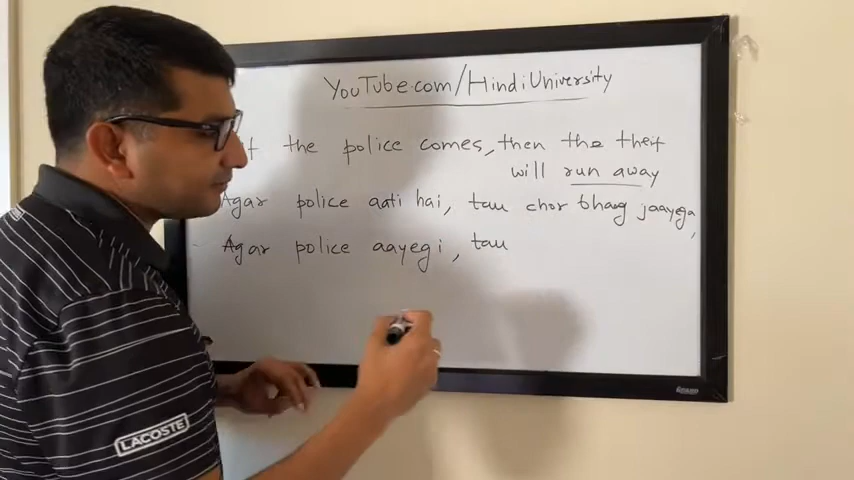 YouTube.com/HindiUniversity
If the police comes, then the theif
will run away
Agar police aati hai, tau chor bhaag jaayega,
Agar police aayegi, tau
LACOSTE
amazon